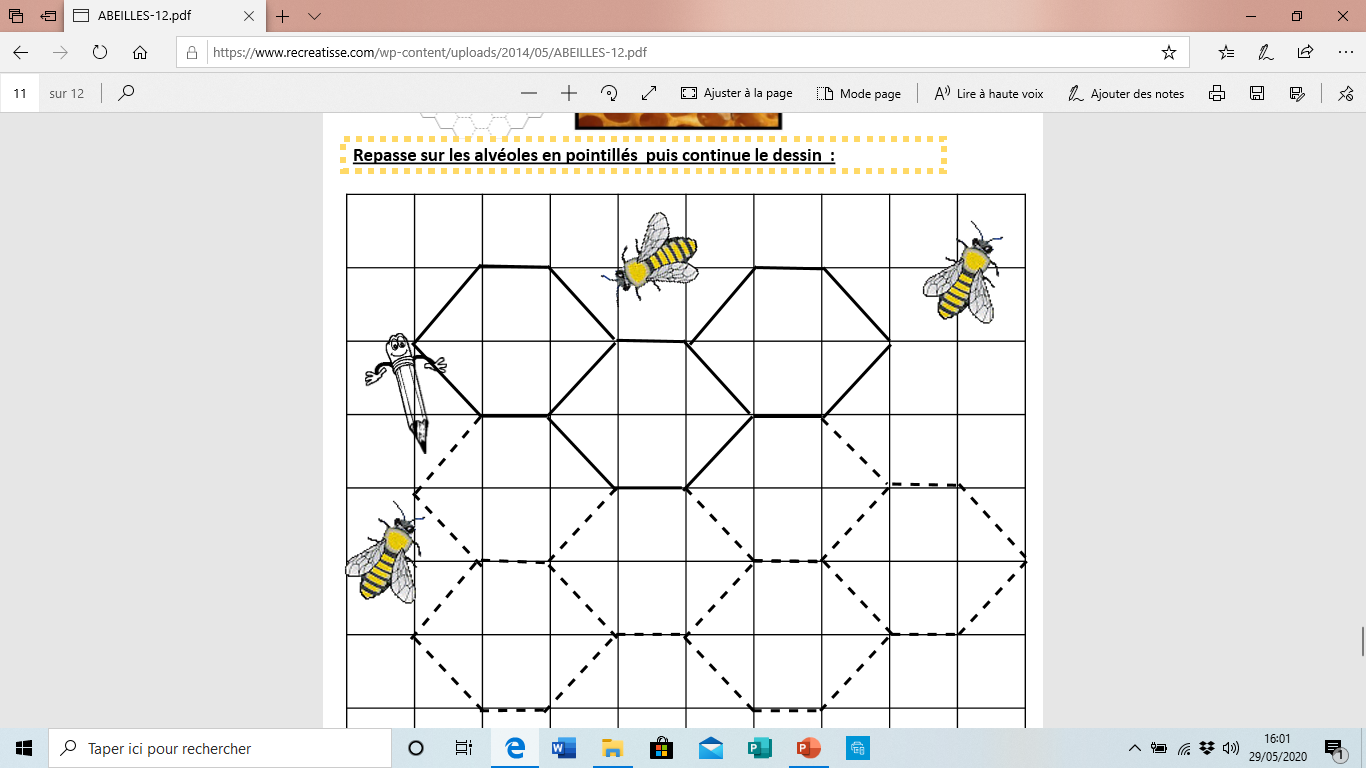 ABEILLES-12.pdf
https://www.recreatisse.com/wp-content/uploads/2014/05/ABEILLES-12.pdf
11 sur 12 Ajuster à la page Mode page Lire à haute voix Ajouter des notes
Repasse sur les alvéoles en pointillés puis continue le dessin :
Taper ici pour rechercher
16:01
29/05/2020
1